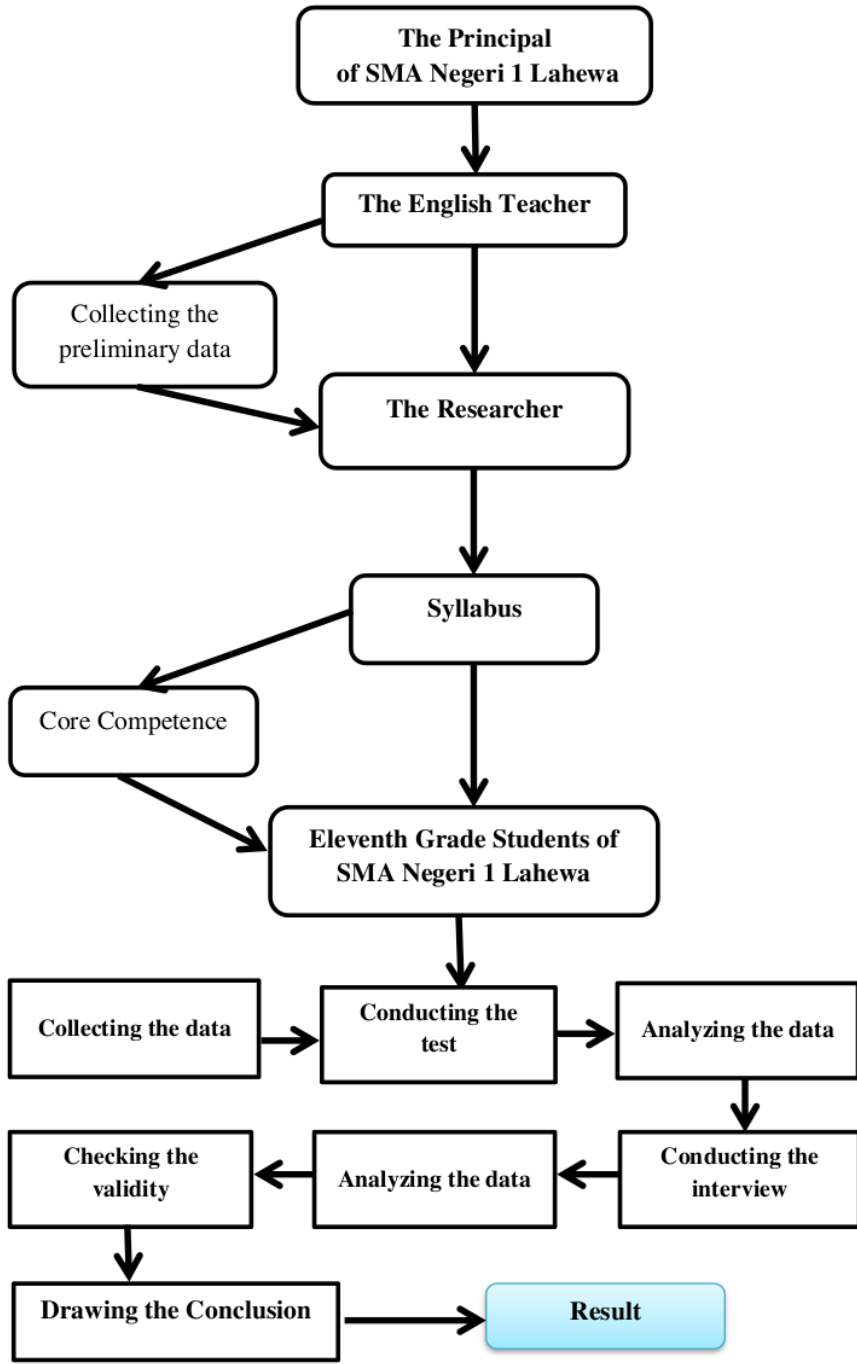 The Principal
of SMA Negeri 1 Lahewa
The English Teacher
Collecting the
preliminary data
The Researcher
Syllabus
Core Competence
Eleventh Grade Students of
SMA Negeri 1 Lahewa
Collecting the data
Conducting the
test
Analyzing the data
Checking the
validity
Analyzing the data
Conducting the
interview
Drawing the Conclusion
Result